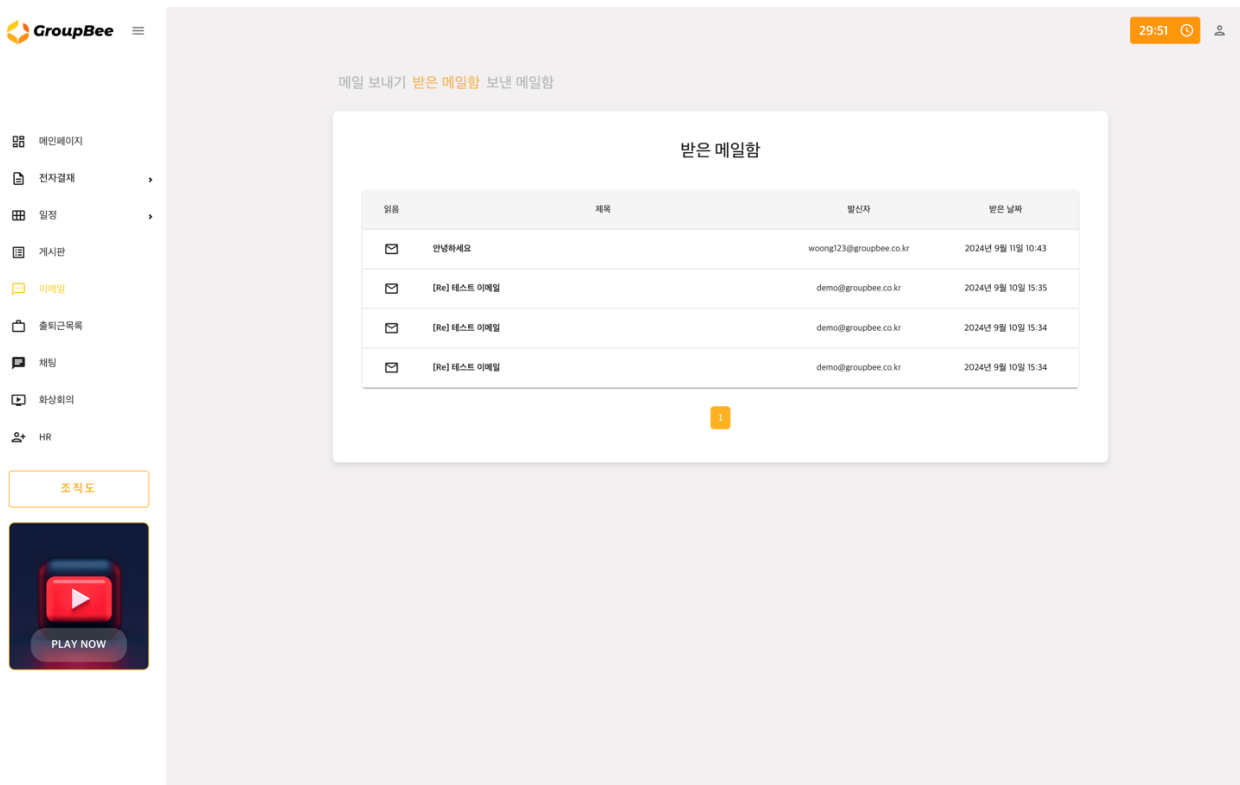 GroupBee
29:51
메일 보내기 받은 메일함 보낸 메일함
메인페이지
전자결재
일정
게시판
이메일
출퇴근목록
채팅
화상회의
HR
조직도
PLAY NOW
받은 메일함
읽음 제목 발신자 받은 날짜
안녕하세요 woong123@groupbee.co.kr 2024년 9월 11일 10:43
[Re] 테스트 이메일 demo@groupbee.co.kr 2024년 9월 10일 15:35
[Re] 테스트 이메일 demo@groupbee.co.kr 2024년 9월 10일 15:34
[Re] 테스트 이메일 demo@groupbee.co.kr 2024년 9월 10일 15:34
1